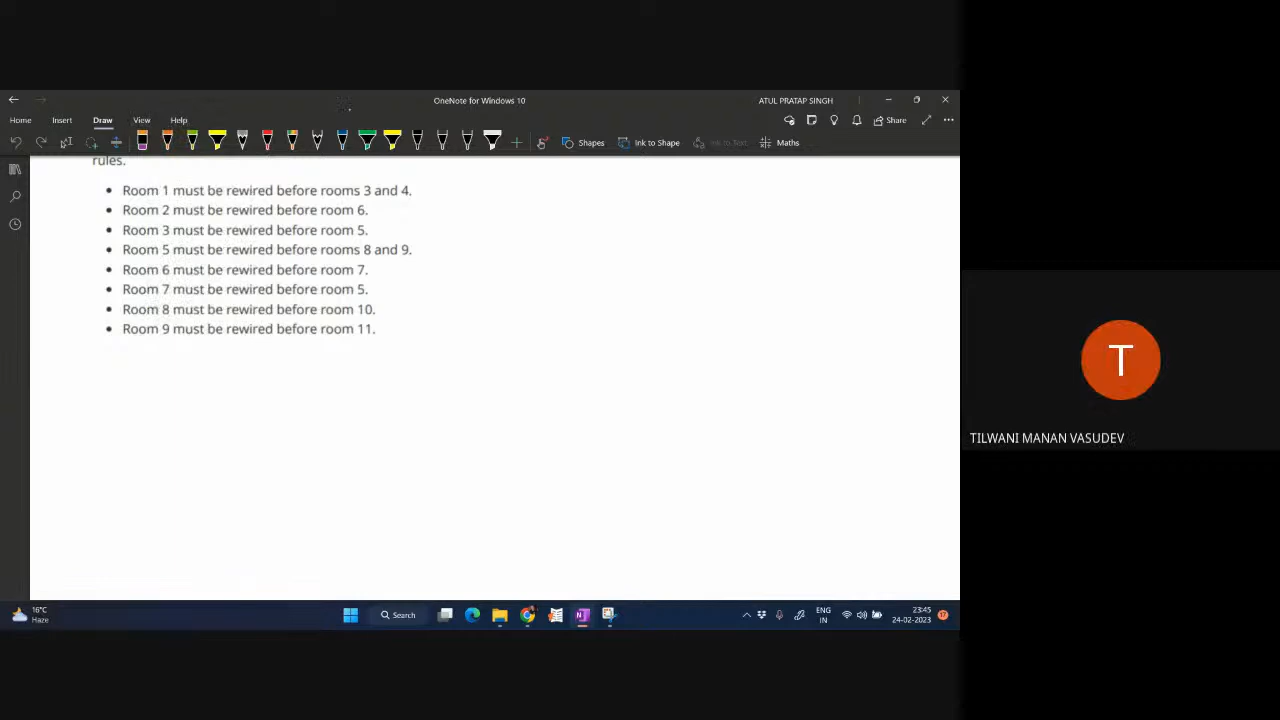 OneNote for Windows 10
ATUL PRATAP SINGH
Home
Insert
Draw
View
Help
Share
Shapes
Ink to Shape
Ink to Text
Maths
rules.
• Room 1 must be rewired before rooms 3 and 4.
• Room 2 must be rewired before room 6.
• Room 3 must be rewired before room 5.
• Room 5 must be rewired before rooms 8 and 9.
• Room 6 must be rewired before room 7.
• Room 7 must be rewired before room 5.
• Room 8 must be rewired before room 10.
• Room 9 must be rewired before room 11.
T
TILWANI MANAN VASUDEV
16°C
Haze
Search
ENG
IN
23:45
24-02-2023
17